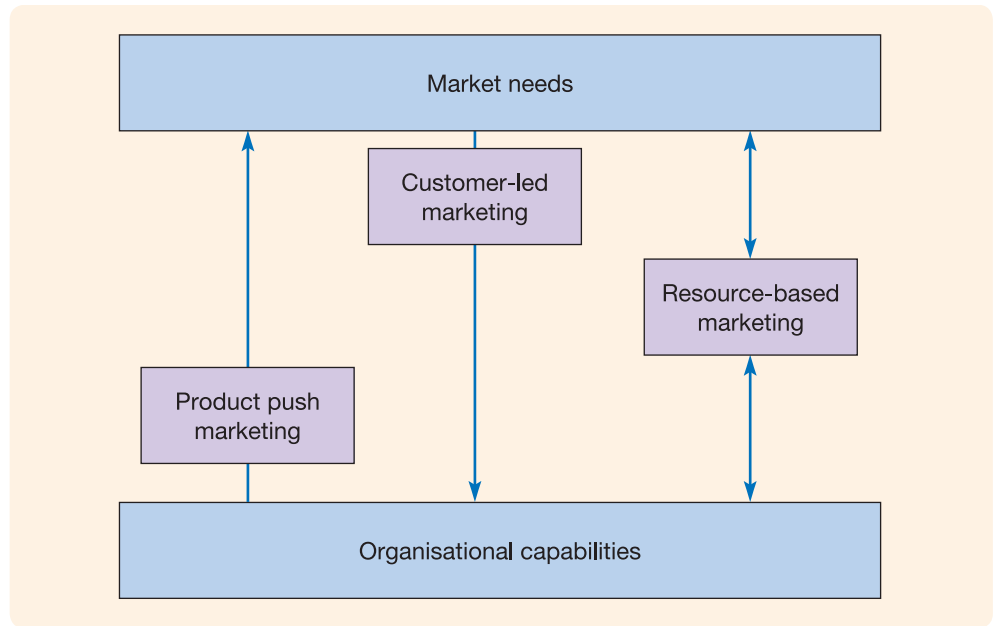 Market needs
Customer-led
marketing
Resource-based
marketing
Product push
marketing
Organisational capabilities